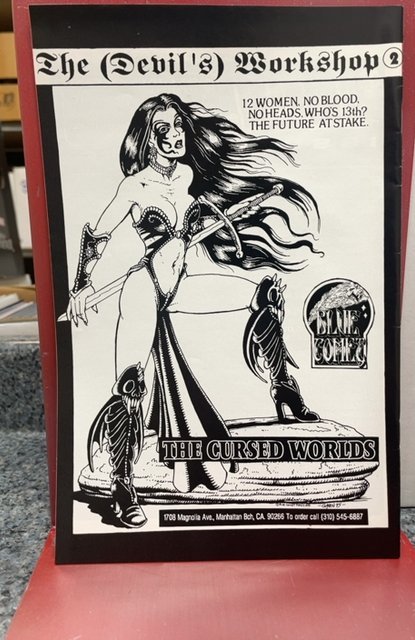 The (Devil's) Workshop 2
12 WOMEN. NO BLOOD.
NO HEADS. WHO'S 13th?
THE FUTURE AT STAKE.
BLUE
COMET
THE CURSED WORLDS
1708 Magnolia Ave., Manhattan Bch, CA. 90266 To order call (310) 545-6887